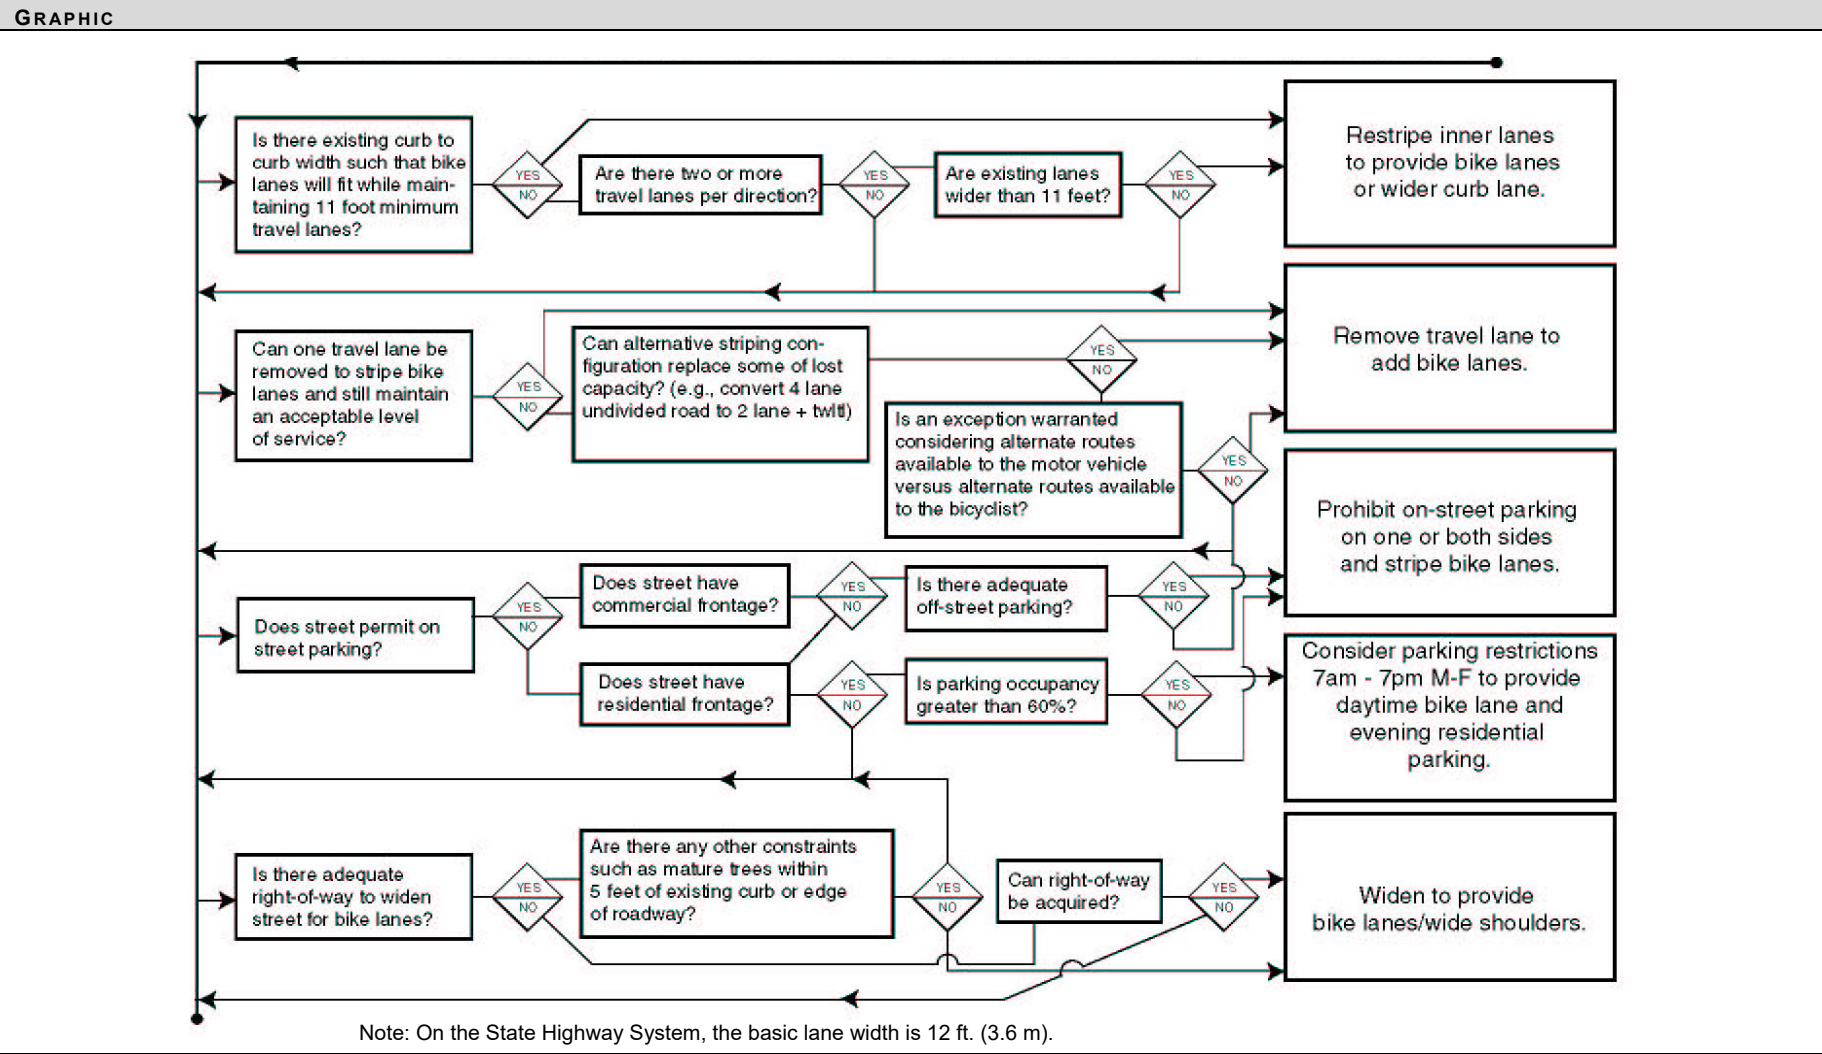 GRAPHIC
Is there existing curb to
curb width such that bike
lanes will fit while main-
taining 11 foot minimum
travel lanes?
YES
NO
Are there two or more
travel lanes per direction?
YES
NO
Are existing lanes
wider than 11 feet?
YES
NO
Restripe inner lanes
to provide bike lanes
or wider curb lane.
Can one travel lane be
removed to stripe bike
lanes and still maintain
an acceptable level
of service?
YES
NO
Can alternative striping con-
figuration replace some of lost
capacity? (e.g., convert 4 lane
undivided road to 2 lane + twltl)
YES
NO
Is an exception warranted
considering alternate routes
available to the motor vehicle
versus alternate routes available
to the bicyclist?
YES
NO
Remove travel lane to
add bike lanes.
Does street permit on
street parking?
YES
NO
Does street have
commercial frontage?
YES
NO
Is there adequate
off-street parking?
YES
NO
Prohibit on-street parking
on one or both sides
and stripe bike lanes.
Does street have
residential frontage?
YES
NO
Is parking occupancy
greater than 60%?
YES
NO
Consider parking restrictions
7am - 7pm M-F to provide
daytime bike lane and
evening residential
parking.
Is there adequate
right-of-way to widen
street for bike lanes?
YES
NO
Are there any other constraints
such as mature trees within
5 feet of existing curb or edge
of roadway?
YES
NO
Can right-of-way
be acquired?
YES
NO
Widen to provide
bike lanes/wide shoulders.
Note: On the State Highway System, the basic lane width is 12 ft. (3.6 m).